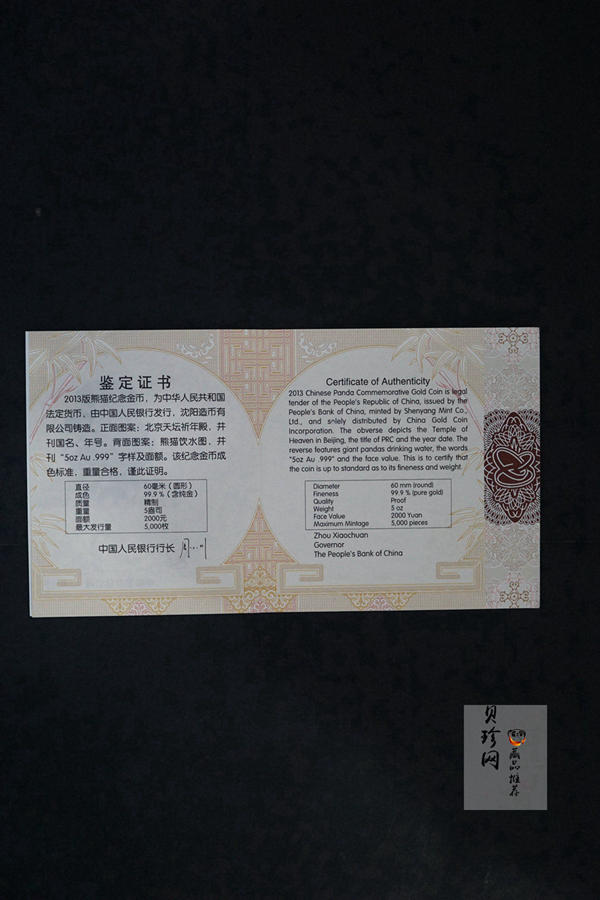 鉴定证书
2013版熊猫纪念金币，为中华人民共和国
法定货币，由中国人民银行发行，沈阳造币有
限公司铸造。正面图案：北京天坛祈年殿，并
刊国名、年号。背面图案：熊猫饮水图，并
刊“5oz Au .999”字样及面额。该纪念金币成
色标准，重量合格，谨此证明。
直径 60毫米（圆形）
成色 99.9％（含纯金）
质量 精制
重量 5盎司
面额 2000元
最大发行量 5,000枚
中国人民银行行长
Certificate of Authenticity
2013 Chinese Panda Commemorative Gold Coin is legal
tender of the People's Republic of China, issued by the
People's Bank of China, minted by Shenyang Mint Co.,
Ltd., and solely distributed by China Gold Coin
Incorporation. The obverse depicts the Temple of
Heaven in Beijing, the title of PRC and the year date. The
reverse features giant pandas drinking water, the words
"5oz Au .999" and the face value. This is to certify that
the coin is up to standard as to its fineness and weight.
Diameter 60 mm (round)
Fineness 99.9 % (pure gold)
Quality Proof
Weight 5 oz
Face Value 2000 Yuan
Maximum Mintage 5,000 pieces
Zhou Xiaochuan
Governor
The People's Bank of China
贝珍网
藏品推荐